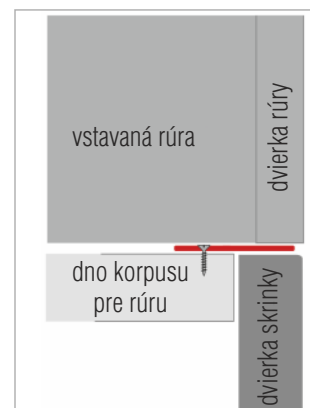 vstavaná rúra
dvierka rúry
dno korpusu
pre rúru
dvierka skrinky